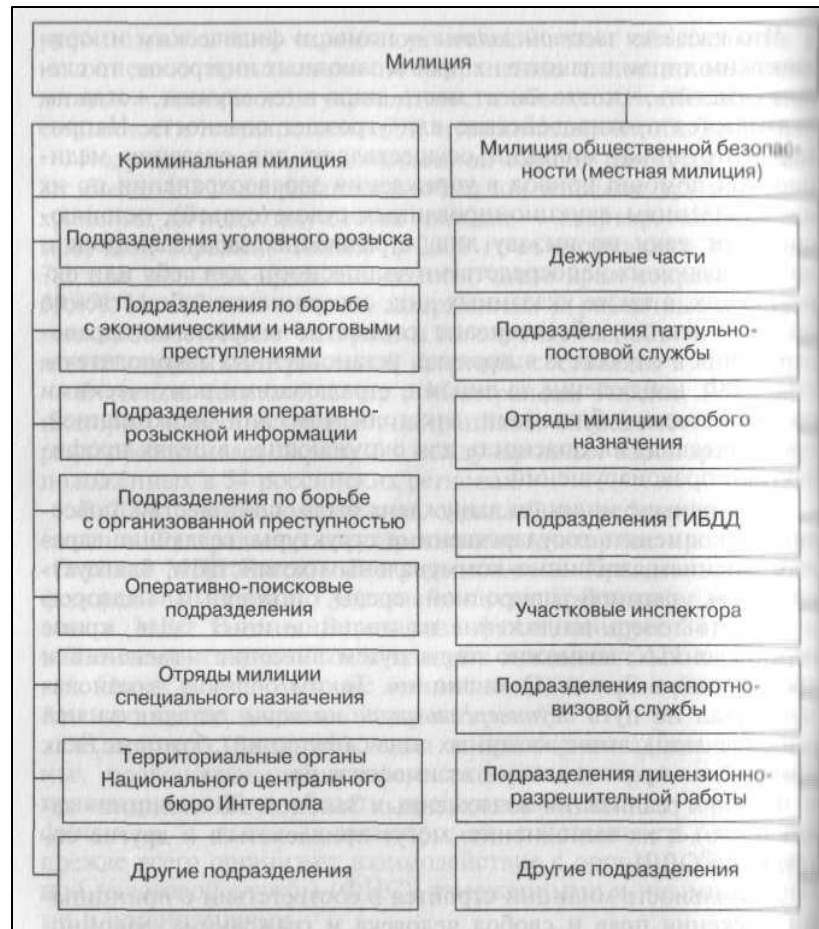 Милиция
Криминальная милиция
Подразделения уголовного розыска
Подразделения по борьбе
с экономическими и налоговыми
преступлениями
Подразделения оперативно-
розыскной информации
Подразделения по борьбе
с организованной преступностью
Оперативно-поисковые
подразделения
Отряды милиции
специального назначения
Территориальные органы
Национального центрального
бюро Интерпола
Другие подразделения
Милиция общественной безопас-
ности (местная милиция)
Дежурные части
Подразделения патрульно-
постовой службы
Отряды милиции особого
назначения
Подразделения ГИБДД
Участковые инспектора
Подразделения паспортно-
визовой службы
Подразделения лицензионно-
разрешительной работы
Другие подразделения